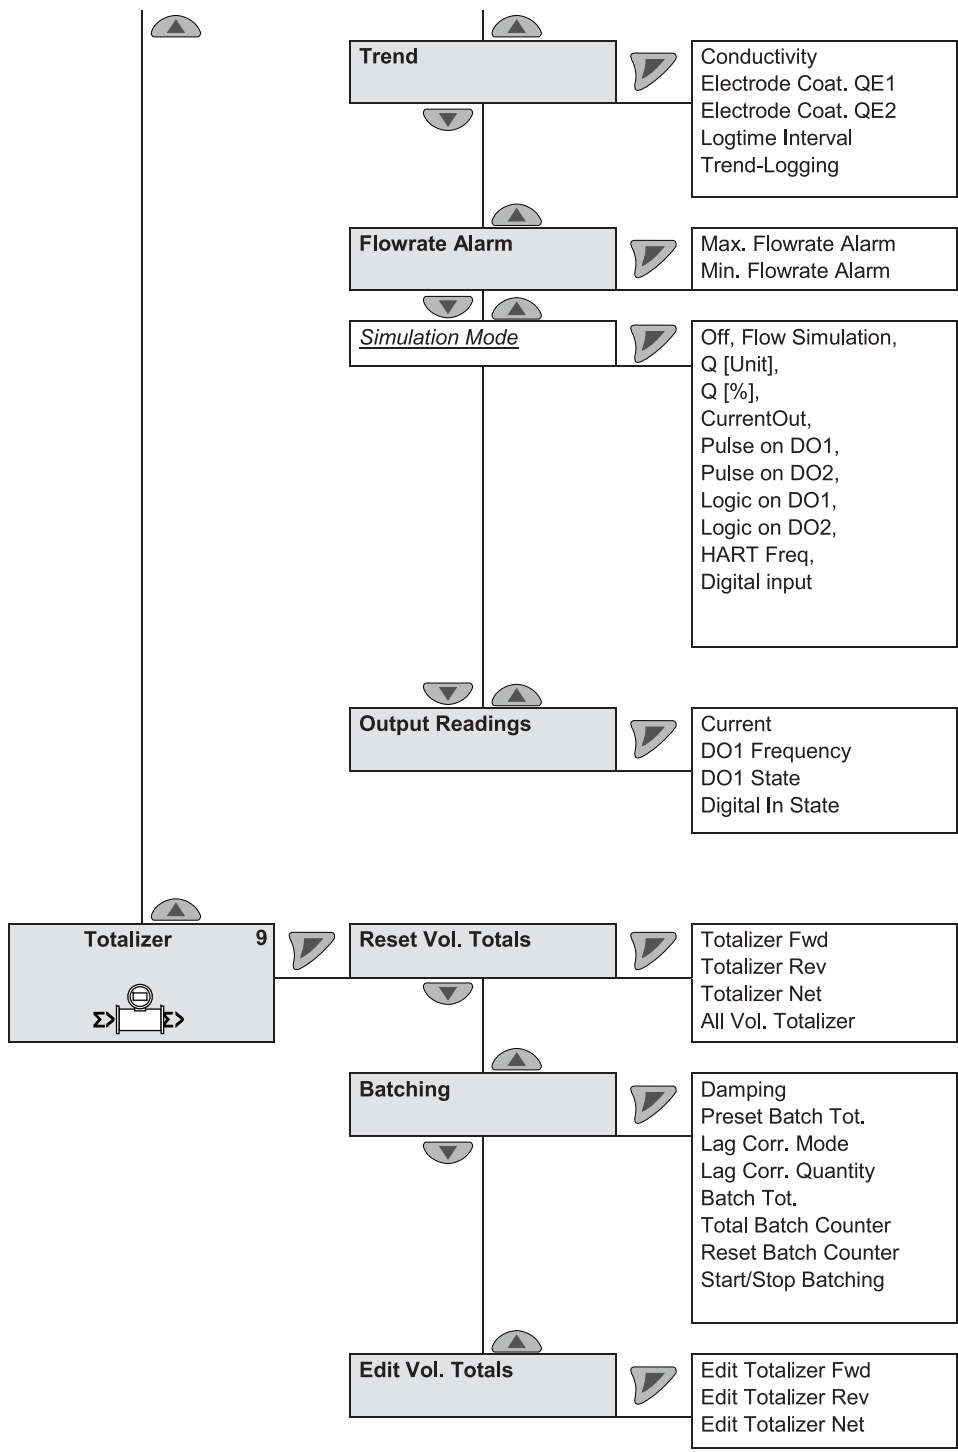 Trend
Conductivity
Electrode Coat. QE1
Electrode Coat. QE2
Logtime Interval
Trend-Logging
Flowrate Alarm
Max. Flowrate Alarm
Min. Flowrate Alarm
Simulation Mode
Off, Flow Simulation,
Q [Unit],
Q [%],
CurrentOut,
Pulse on DO1,
Pulse on DO2,
Logic on DO1,
Logic on DO2,
HART Freq,
Digital input
Output Readings
Current
DO1 Frequency
DO1 State
Digital In State
Totalizer 9
Σ> Σ>
Reset Vol. Totals
Totalizer Fwd
Totalizer Rev
Totalizer Net
All Vol. Totalizer
Batching
Damping
Preset Batch Tot.
Lag Corr. Mode
Lag Corr. Quantity
Batch Tot.
Total Batch Counter
Reset Batch Counter
Start/Stop Batching
Edit Vol. Totals
Edit Totalizer Fwd
Edit Totalizer Rev
Edit Totalizer Net